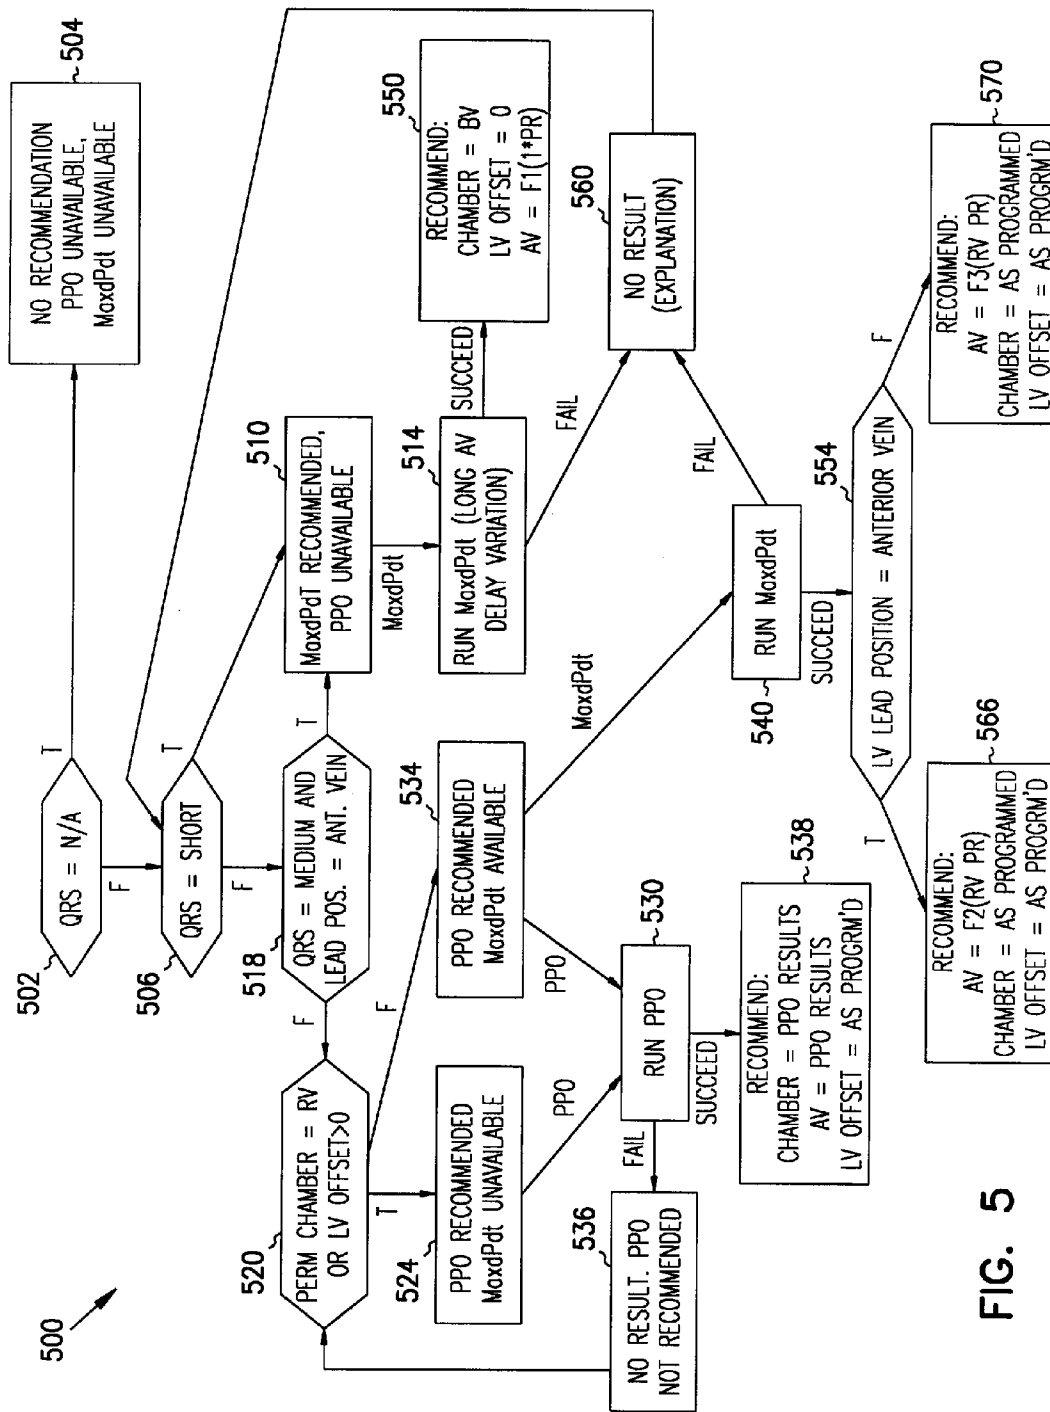 500
502
QRS = N/A
T
F
504
NO RECOMMENDATION
PPO UNAVAILABLE,
MaxdPdt UNAVAILABLE
506
QRS = SHORT
T
F
518
QRS = MEDIUM AND
LEAD POS. = ANT. VEIN
T
F
510
MaxdPdT RECOMMENDED,
PPO UNAVAILABLE
MaxdPdt
514
RUN MaxdPdt (LONG AV
DELAY VARIATION)
SUCCEED
FAIL
550
RECOMMEND:
CHAMBER = BV
LV OFFSET = 0
AV = F1(1*PR)
560
NO RESULT
(EXPLANATION)
520
PERM CHAMBER = RV
OR LV OFFSET>0
T
F
524
PPO RECOMMENDED
MaxdPdt UNAVAILABLE
PPO
534
PPO RECOMMENDED
MaxdPdt AVAILABLE
PPO
MaxdPdt
530
RUN PPO
FAIL
SUCCEED
536
NO RESULT. PPO
NOT RECOMMENDED
538
RECOMMEND:
CHAMBER = PPO RESULTS
AV = PPO RESULTS
LV OFFSET = AS PROGRM'D
540
RUN MaxdPdt
FAIL
SUCCEED
554
LV LEAD POSITION = ANTERIOR VEIN
T
F
566
RECOMMEND:
AV = F2(RV PR)
CHAMBER = AS PROGRAMMED
LV OFFSET = AS PROGRM'D
570
RECOMMEND:
AV = F3(RV PR)
CHAMBER = AS PROGRAMMED
LV OFFSET = AS PROGRM'D
FIG. 5